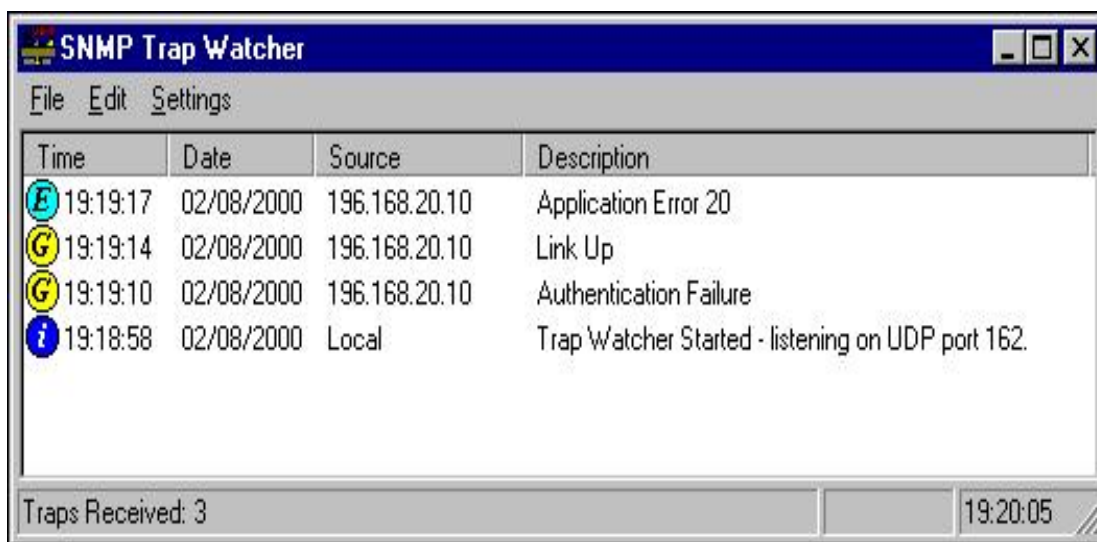 SNMP Trap Watcher
File Edit Settings
Time Date Source Description
E 19:19:17 02/08/2000 196.168.20.10 Application Error 20
G 19:19:14 02/08/2000 196.168.20.10 Link Up
G 19:19:10 02/08/2000 196.168.20.10 Authentication Failure
i 19:18:58 02/08/2000 Local Trap Watcher Started - listening on UDP port 162.
Traps Received: 3 19:20:05